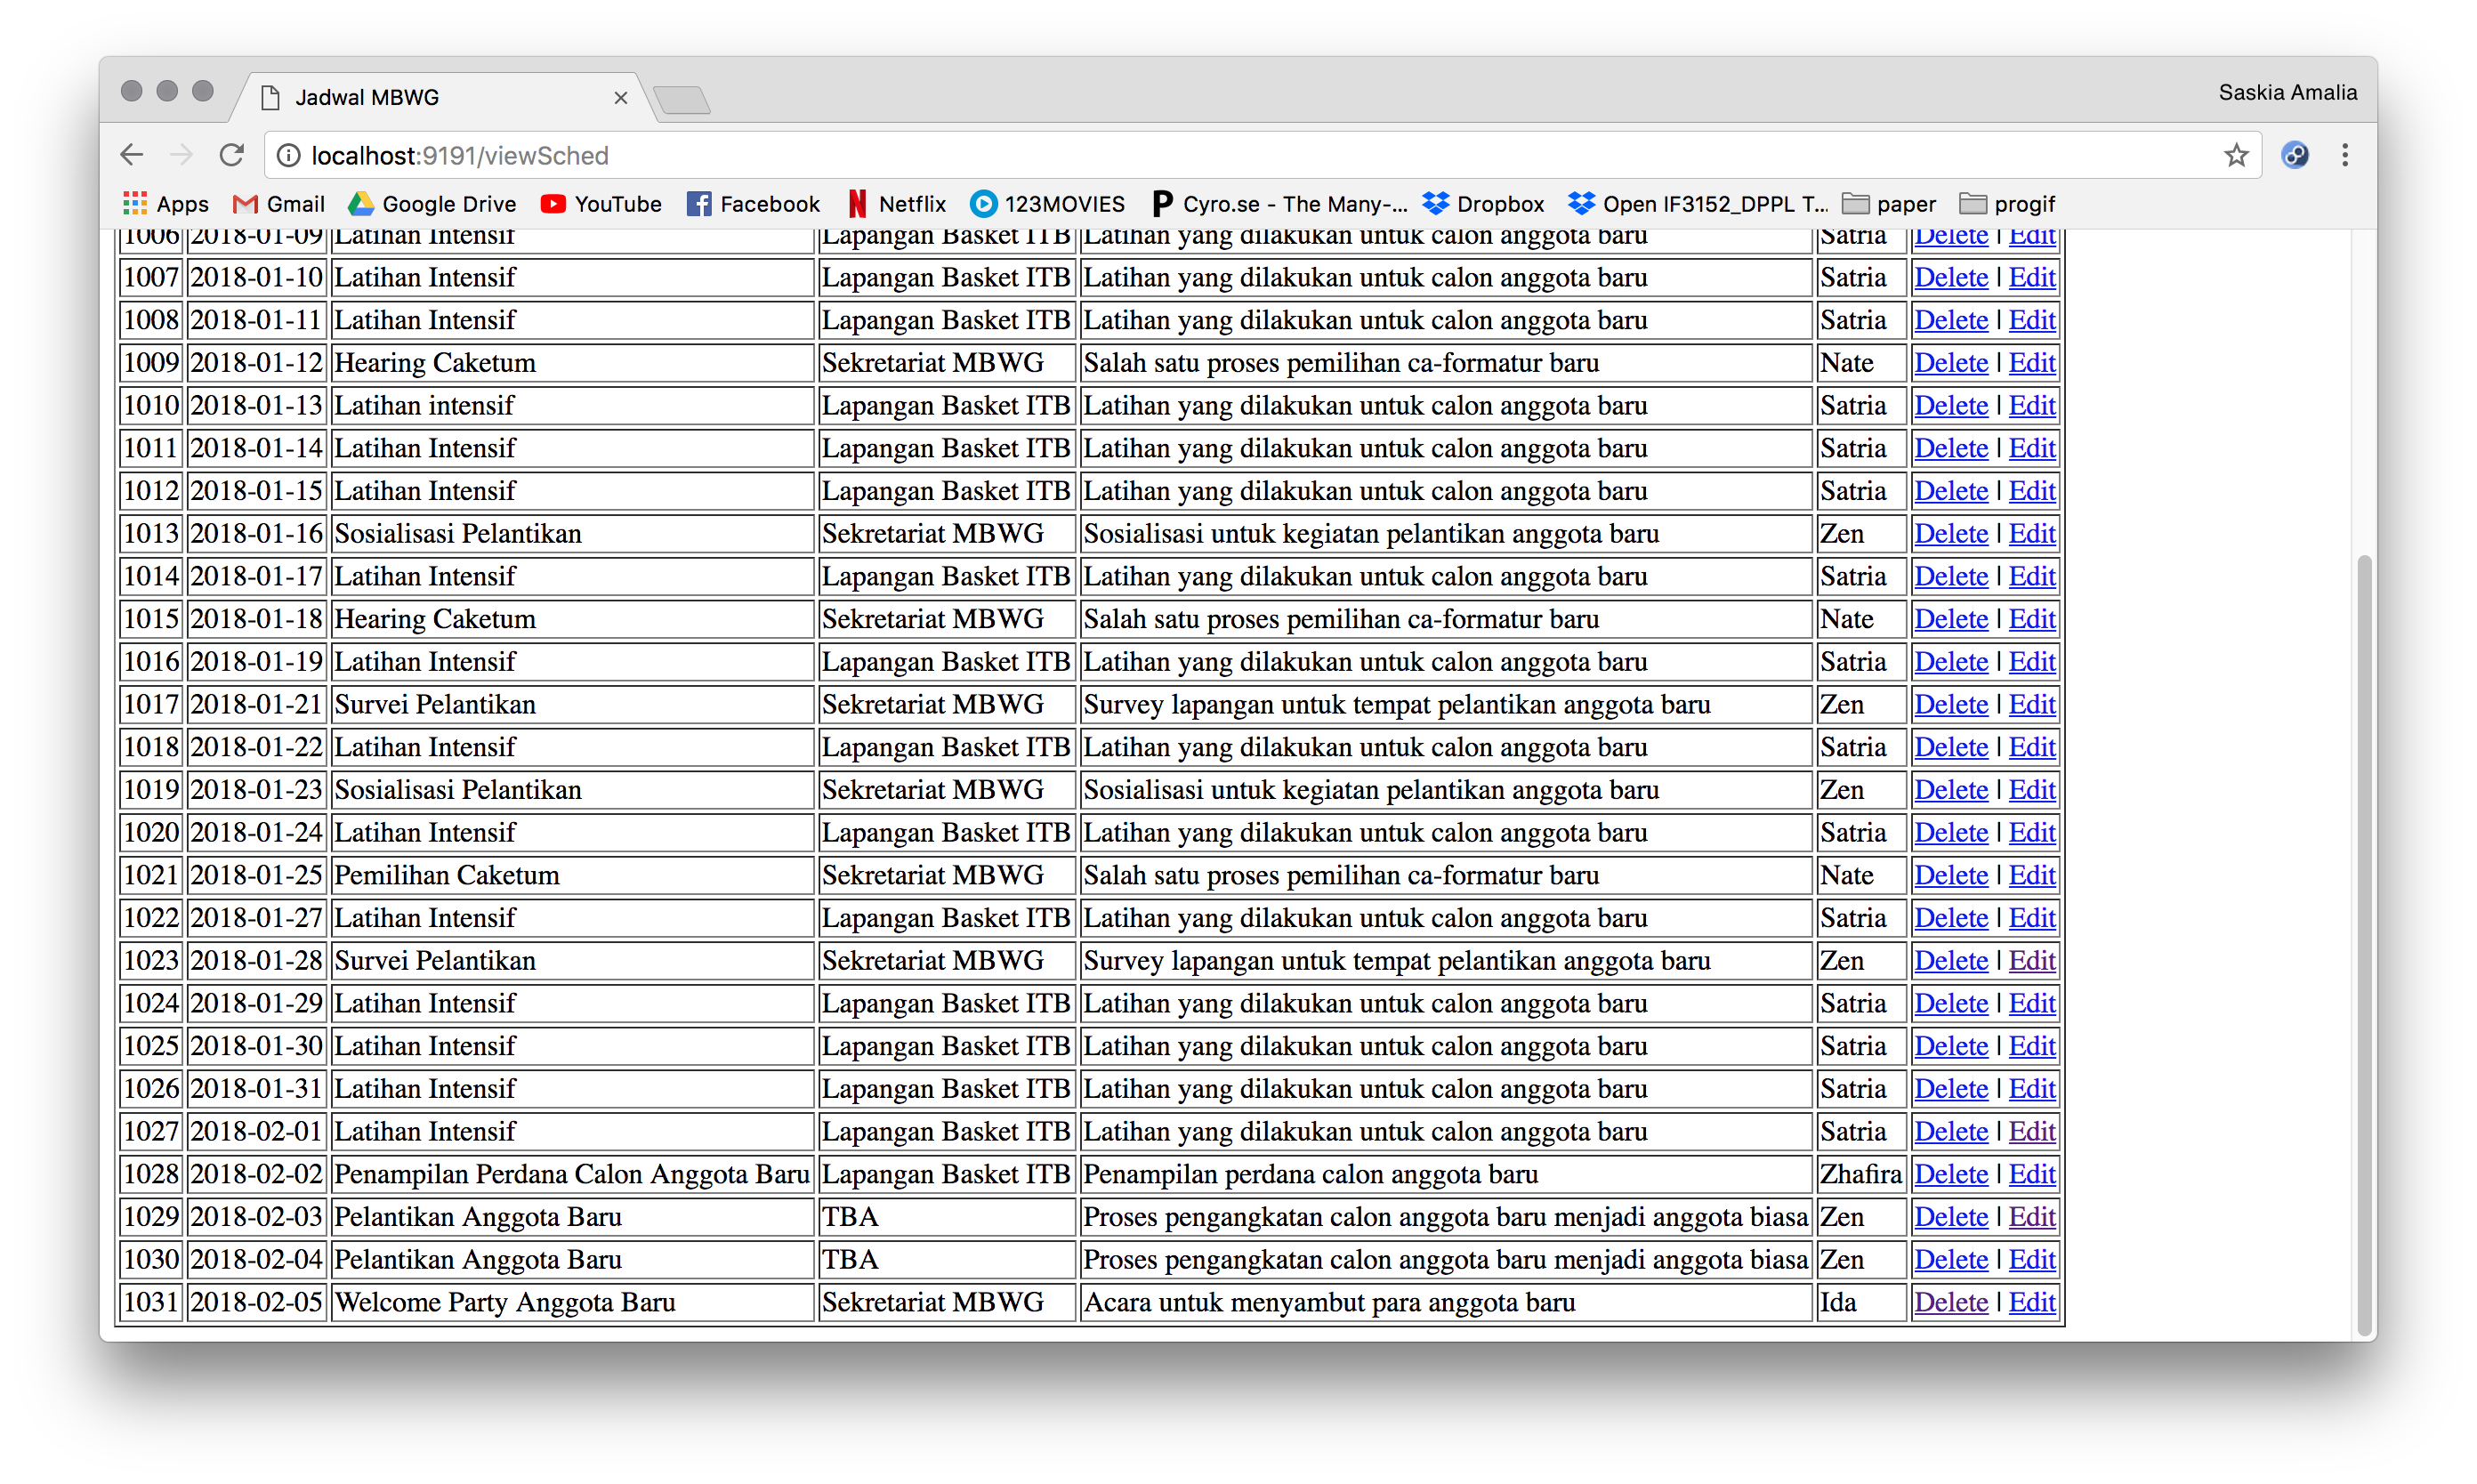 Jadwal MBWG
Saskia Amalia
localhost:9191/viewSched
Apps Gmail Google Drive YouTube Facebook Netflix 123MOVIES Cyro.se - The Many-... Dropbox Open IF3152_DPPL T... paper progif
1006 2018-01-09 Latihan Intensif Lapangan Basket ITB Latihan yang dilakukan untuk calon anggota baru Satria Delete | Edit
1007 2018-01-10 Latihan Intensif Lapangan Basket ITB Latihan yang dilakukan untuk calon anggota baru Satria Delete | Edit
1008 2018-01-11 Latihan Intensif Lapangan Basket ITB Latihan yang dilakukan untuk calon anggota baru Satria Delete | Edit
1009 2018-01-12 Hearing Caketum Sekretariat MBWG Salah satu proses pemilihan ca-formatur baru Nate Delete | Edit
1010 2018-01-13 Latihan intensif Lapangan Basket ITB Latihan yang dilakukan untuk calon anggota baru Satria Delete | Edit
1011 2018-01-14 Latihan Intensif Lapangan Basket ITB Latihan yang dilakukan untuk calon anggota baru Satria Delete | Edit
1012 2018-01-15 Latihan Intensif Lapangan Basket ITB Latihan yang dilakukan untuk calon anggota baru Satria Delete | Edit
1013 2018-01-16 Sosialisasi Pelantikan Sekretariat MBWG Sosialisasi untuk kegiatan pelantikan anggota baru Zen Delete | Edit
1014 2018-01-17 Latihan Intensif Lapangan Basket ITB Latihan yang dilakukan untuk calon anggota baru Satria Delete | Edit
1015 2018-01-18 Hearing Caketum Sekretariat MBWG Salah satu proses pemilihan ca-formatur baru Nate Delete | Edit
1016 2018-01-19 Latihan Intensif Lapangan Basket ITB Latihan yang dilakukan untuk calon anggota baru Satria Delete | Edit
1017 2018-01-21 Survei Pelantikan Sekretariat MBWG Survey lapangan untuk tempat pelantikan anggota baru Zen Delete | Edit
1018 2018-01-22 Latihan Intensif Lapangan Basket ITB Latihan yang dilakukan untuk calon anggota baru Satria Delete | Edit
1019 2018-01-23 Sosialisasi Pelantikan Sekretariat MBWG Sosialisasi untuk kegiatan pelantikan anggota baru Zen Delete | Edit
1020 2018-01-24 Latihan Intensif Lapangan Basket ITB Latihan yang dilakukan untuk calon anggota baru Satria Delete | Edit
1021 2018-01-25 Pemilihan Caketum Sekretariat MBWG Salah satu proses pemilihan ca-formatur baru Nate Delete | Edit
1022 2018-01-27 Latihan Intensif Lapangan Basket ITB Latihan yang dilakukan untuk calon anggota baru Satria Delete | Edit
1023 2018-01-28 Survei Pelantikan Sekretariat MBWG Survey lapangan untuk tempat pelantikan anggota baru Zen Delete | Edit
1024 2018-01-29 Latihan Intensif Lapangan Basket ITB Latihan yang dilakukan untuk calon anggota baru Satria Delete | Edit
1025 2018-01-30 Latihan Intensif Lapangan Basket ITB Latihan yang dilakukan untuk calon anggota baru Satria Delete | Edit
1026 2018-01-31 Latihan Intensif Lapangan Basket ITB Latihan yang dilakukan untuk calon anggota baru Satria Delete | Edit
1027 2018-02-01 Latihan Intensif Lapangan Basket ITB Latihan yang dilakukan untuk calon anggota baru Satria Delete | Edit
1028 2018-02-02 Penampilan Perdana Calon Anggota Baru Lapangan Basket ITB Penampilan perdana calon anggota baru Zhafira Delete | Edit
1029 2018-02-03 Pelantikan Anggota Baru TBA Proses pengangkatan calon anggota baru menjadi anggota biasa Zen Delete | Edit
1030 2018-02-04 Pelantikan Anggota Baru TBA Proses pengangkatan calon anggota baru menjadi anggota biasa Zen Delete | Edit
1031 2018-02-05 Welcome Party Anggota Baru Sekretariat MBWG Acara untuk menyambut para anggota baru Ida Delete | Edit